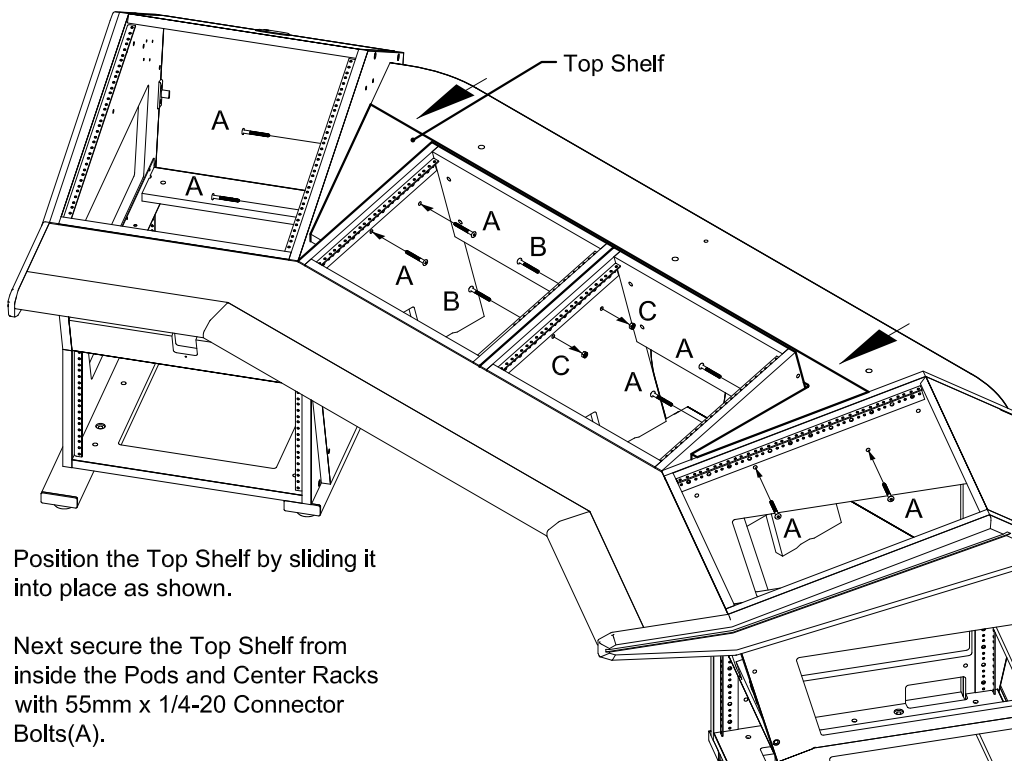 Top Shelf
A
A
A
B
A
B
C
C
A
A
A
A
Position the Top Shelf by sliding it
into place as shown.
Next secure the Top Shelf from
inside the Pods and Center Racks
with 55mm x 1/4-20 Connector
Bolts(A).